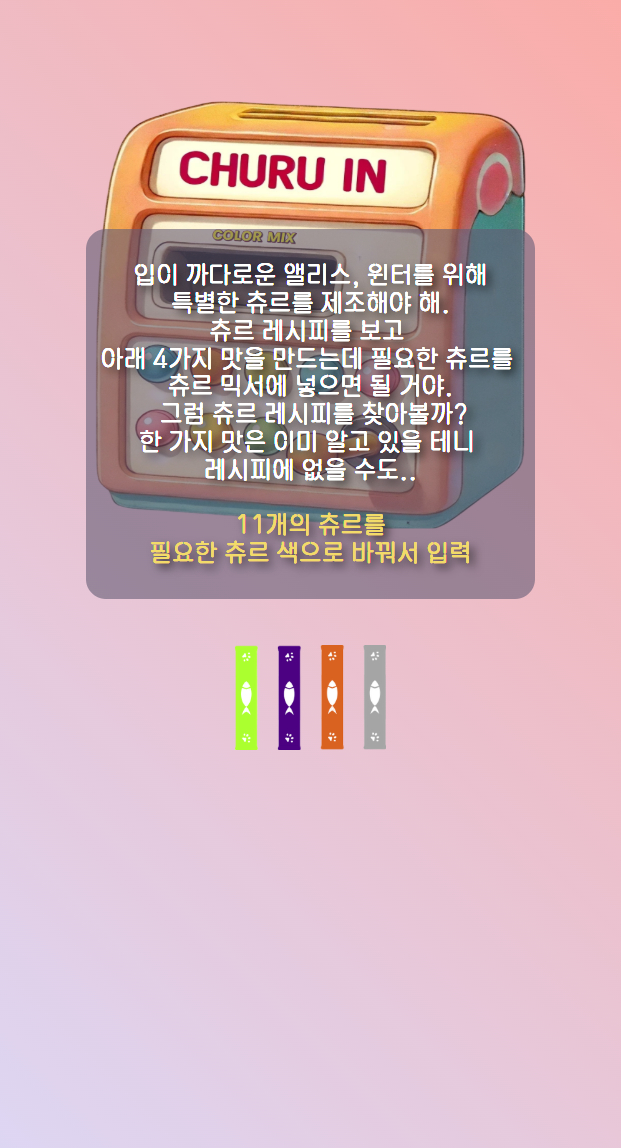 CHURU IN
COLOR MIX
입이 까다로운 앨리스, 윈터를 위해
특별한 츄르를 제조해야 해.
츄르 레시피를 보고
아래 4가지 맛을 만드는데 필요한 츄르를
츄르 믹서에 넣으면 될 거야.
그럼 츄르 레시피를 찾아볼까?
한 가지 맛은 이미 알고 있을 테니
레시피에 없을 수도..
11개의 츄르를
필요한 츄르 색으로 바꿔서 입력